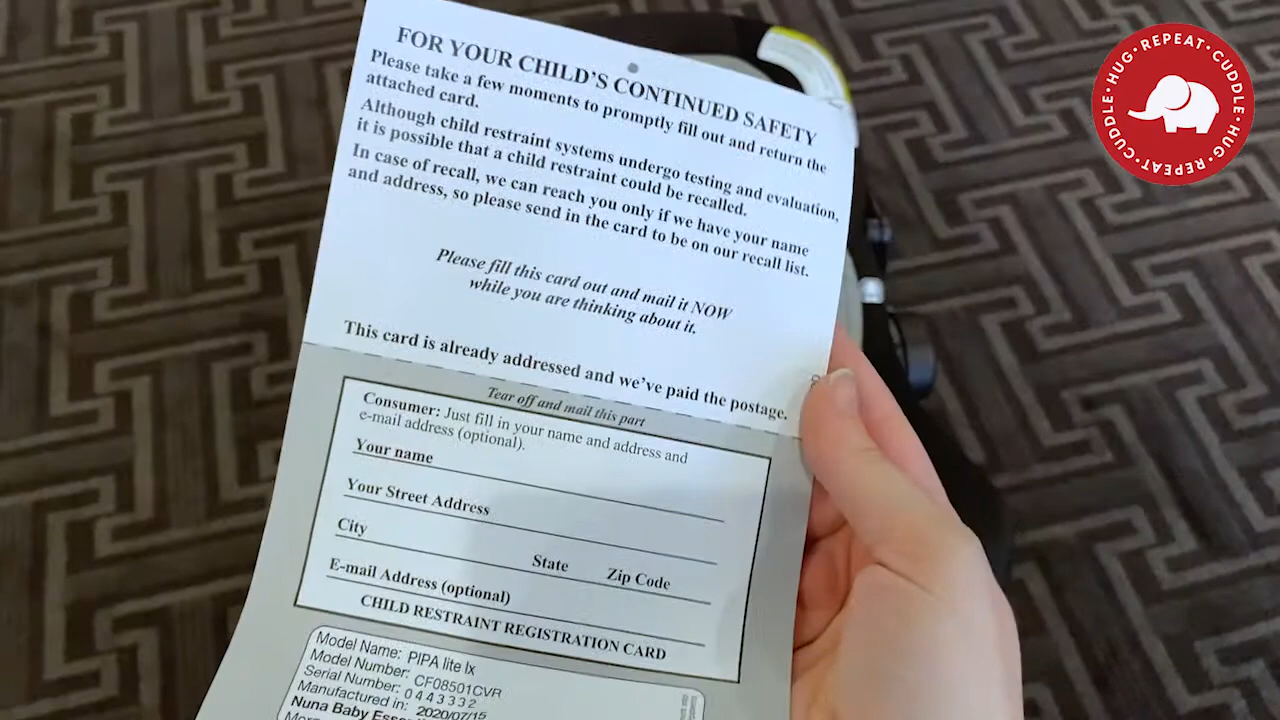 FOR YOUR CHILD'S CONTINUED SAFETY
Please take a few moments to promptly fill out and return the
attached card.
Although child restraint systems undergo testing and evaluation,
it is possible that a child restraint could be recalled.
In case of recall, we can reach you only if we have your name
and address, so please send in the card to be on our recall list.
Please fill this card out and mail it NOW
while you are thinking about it.
This card is already addressed and we've paid the postage.
Tear off and mail this part
Consumer: Just fill in your name and address and
e-mail address (optional).
Your name
Your Street Address
City State Zip Code
E-mail Address (optional)
CHILD RESTRAINT REGISTRATION CARD
Model Name: PIPA lite lx
Model Number: CF08501CVR
Serial Number: 0443332
Manufactured in: 2020/07/15
Nuna Baby
CUDDLE • HUG • REPEAT • CUDDLE • HUG • REPEAT •